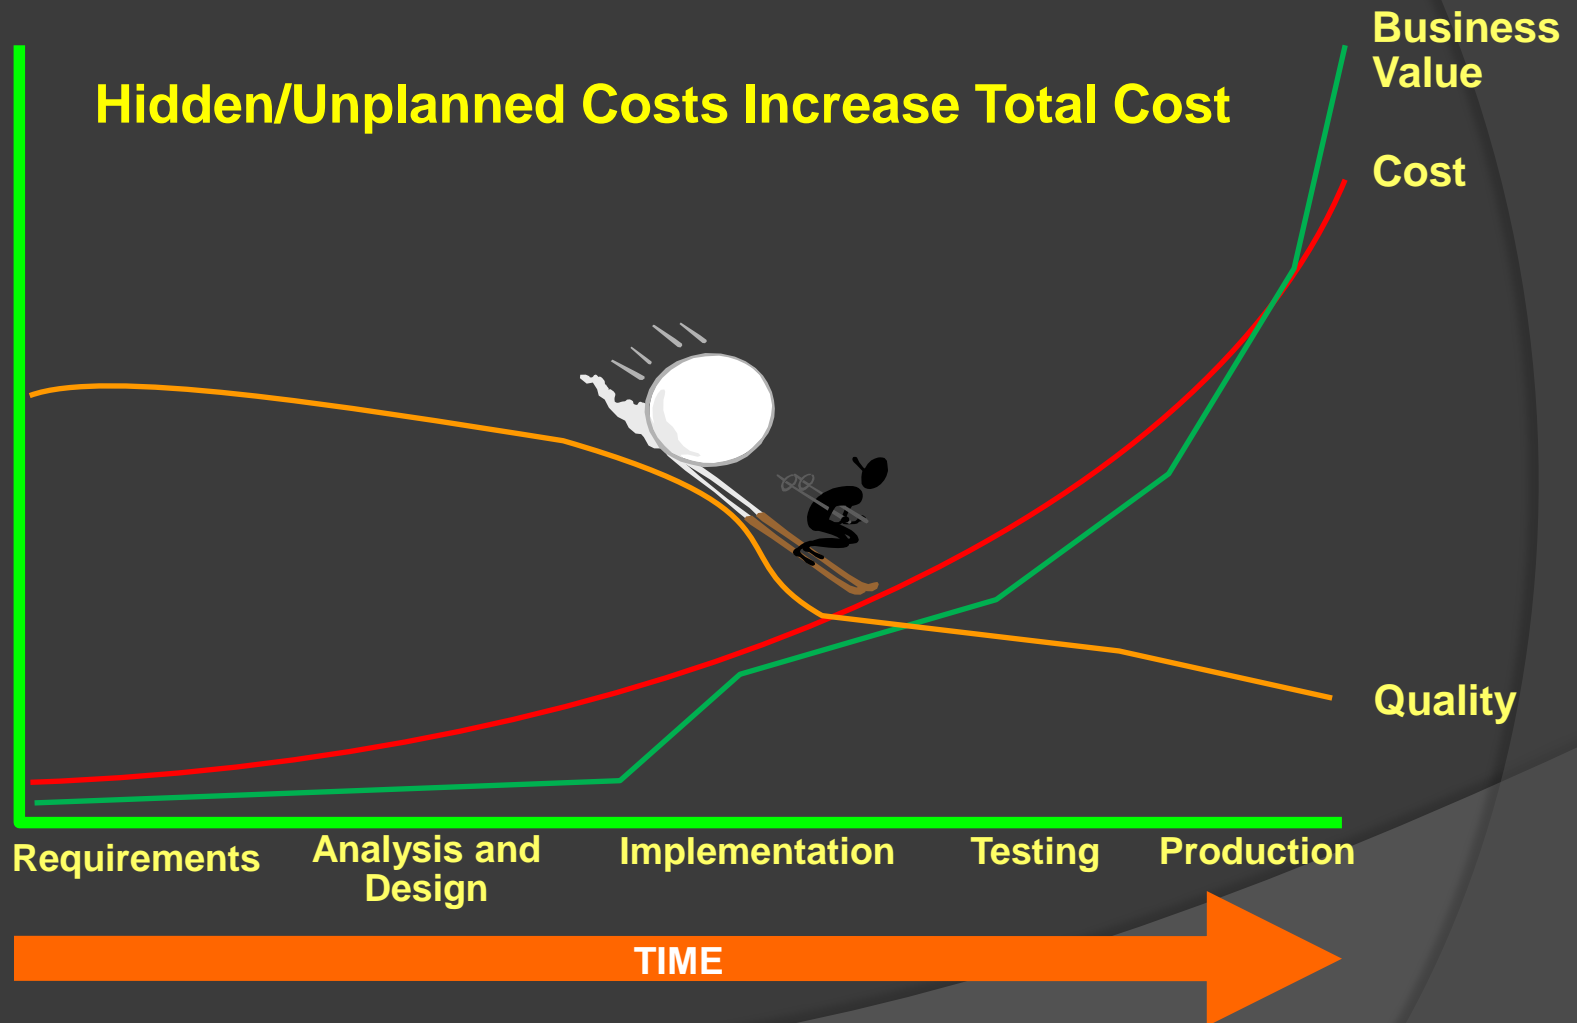 Business
Value
Hidden/Unplanned Costs Increase Total Cost
Cost
Quality
Requirements
Analysis and
Design
Implementation
Testing
Production
TIME